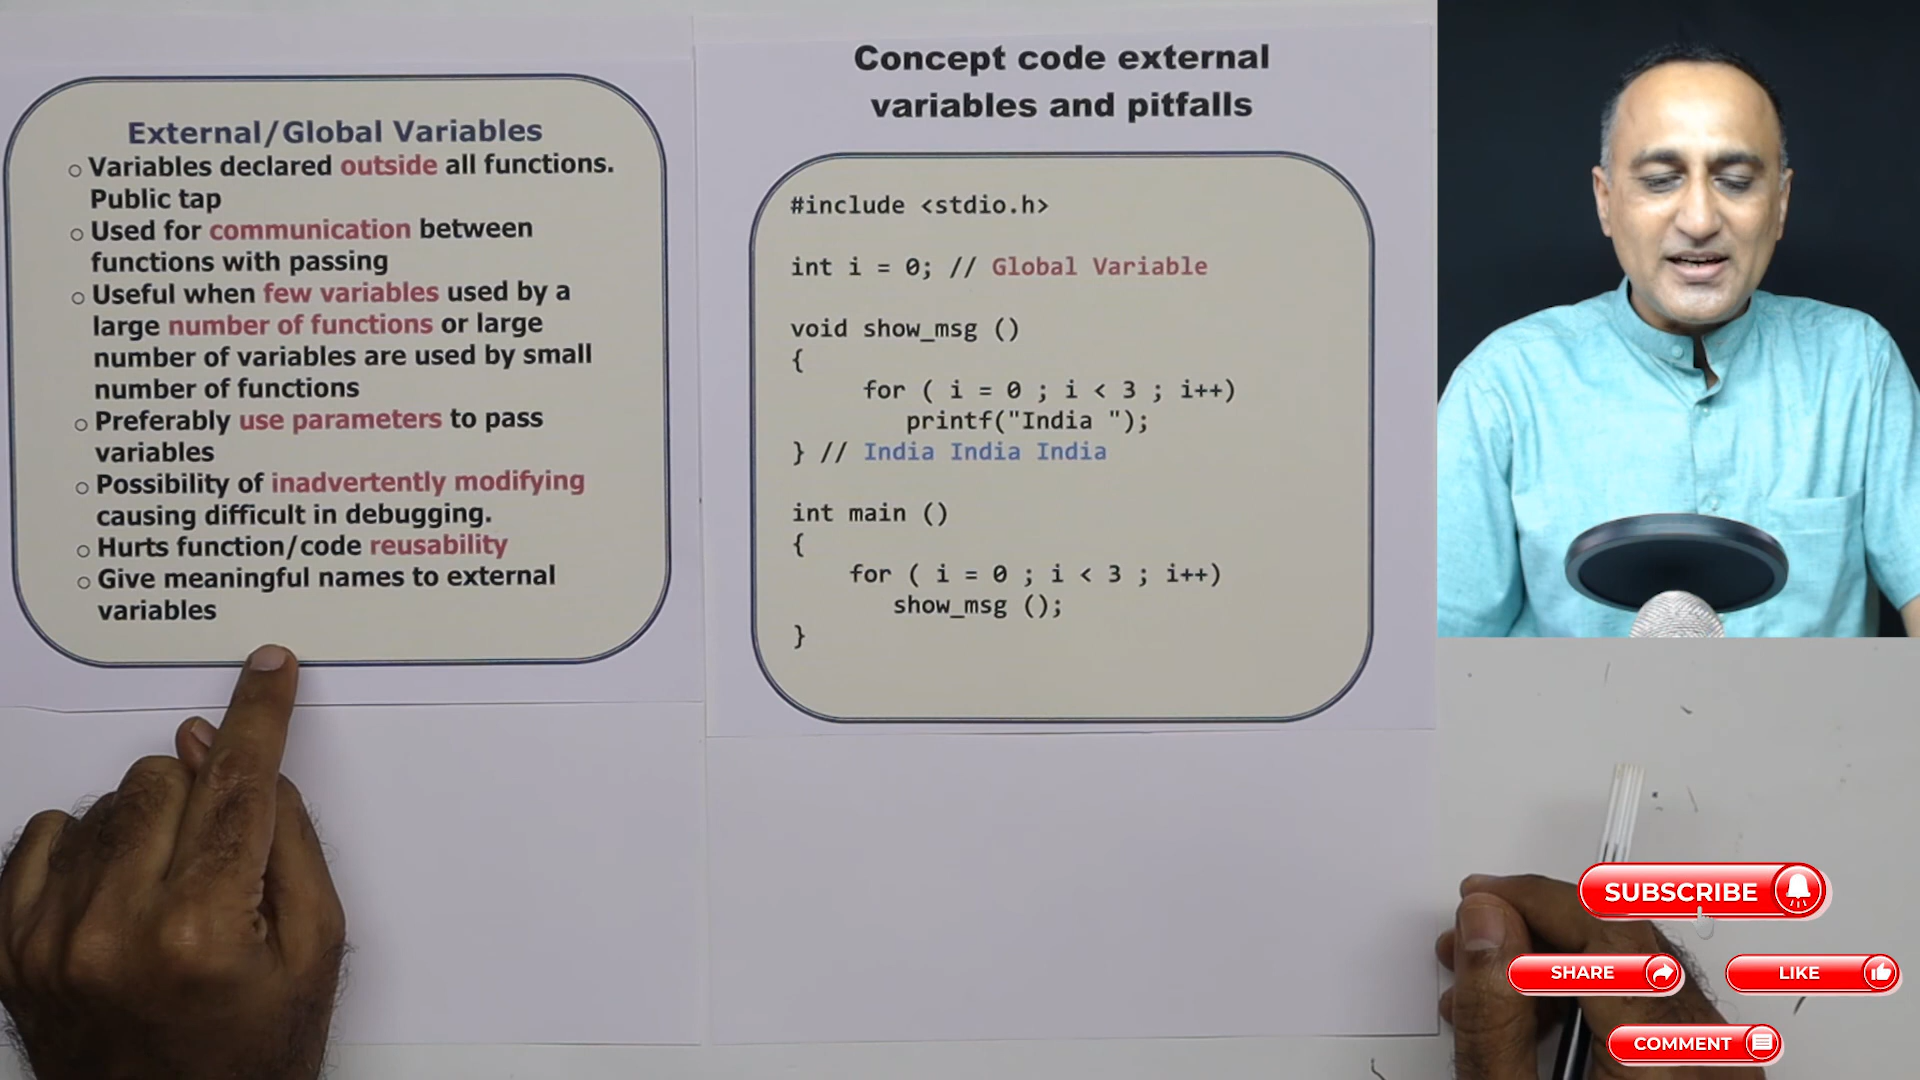 External/Global Variables
Variables declared outside all functions.
Public tap
Used for communication between
functions with passing
Useful when few variables used by a
large number of functions or large
number of variables are used by small
number of functions
Preferably use parameters to pass
variables
Possibility of inadvertently modifying
causing difficult in debugging.
Hurts function/code reusability
Give meaningful names to external
variables
Concept code external
variables and pitfalls
#include <stdio.h>
int i = 0; // Global Variable
void show_msg ()
{
for ( i = 0 ; i < 3 ; i++)
printf("India ");
} // India India India
int main ()
{
for ( i = 0 ; i < 3 ; i++)
show_msg ();
}
SUBSCRIBE
SHARE
LIKE
COMMENT